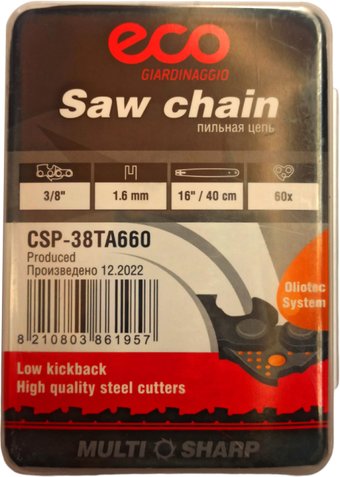 eco
GIARDINAGGIO
Saw chain
пильная цепь
3/8" 1.6 mm 16" / 40 cm 60x
CSP-38TA660
Produced
Произведено 12.2022
Oliotec
System
8 210803 861957
Low kickback
High quality steel cutters
MULTI SHARP